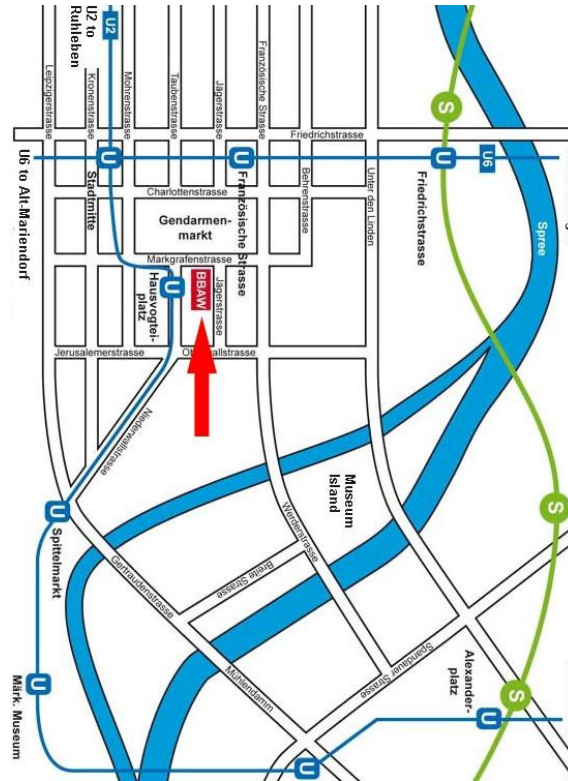 U2 to
Ruhleben
U2
Leipzigerstrasse
Kronenstrasse
Mohrenstrasse
Taubenstrasse
Jägerstrasse
Französische Strasse
S
Friedrichstrasse
U6 to Alt-Mariendorf
U
Stadtmitte
U
Französische Strasse
Behrenstrasse
Unter den Linden
U
Friedrichstrasse
U6
Charlottenstrasse
Gendarmen-
markt
Spree
Markgrafenstrasse
U
Hausvogtei-
platz
BBAW
Jägerstrasse
Jerusalemerstrasse
Niederwallstrasse
Museum
Island
U
Spittelmarkt
S
Werderstrasse
Gertraudenstrasse
Breite Strasse
Spandauer Strasse
Alexander-
platz
S
U
U
Märk. Museum
Muhlendamm
U